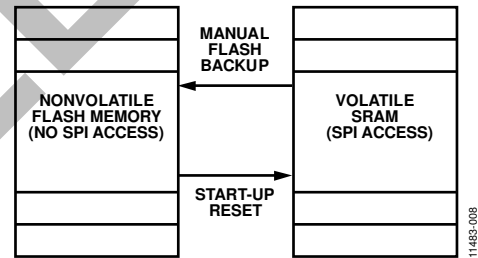 MANUAL
FLASH
BACKUP
NONVOLATILE
FLASH MEMORY
(NO SPI ACCESS)
VOLATILE
SRAM
(SPI ACCESS)
START-UP
RESET
11483-008